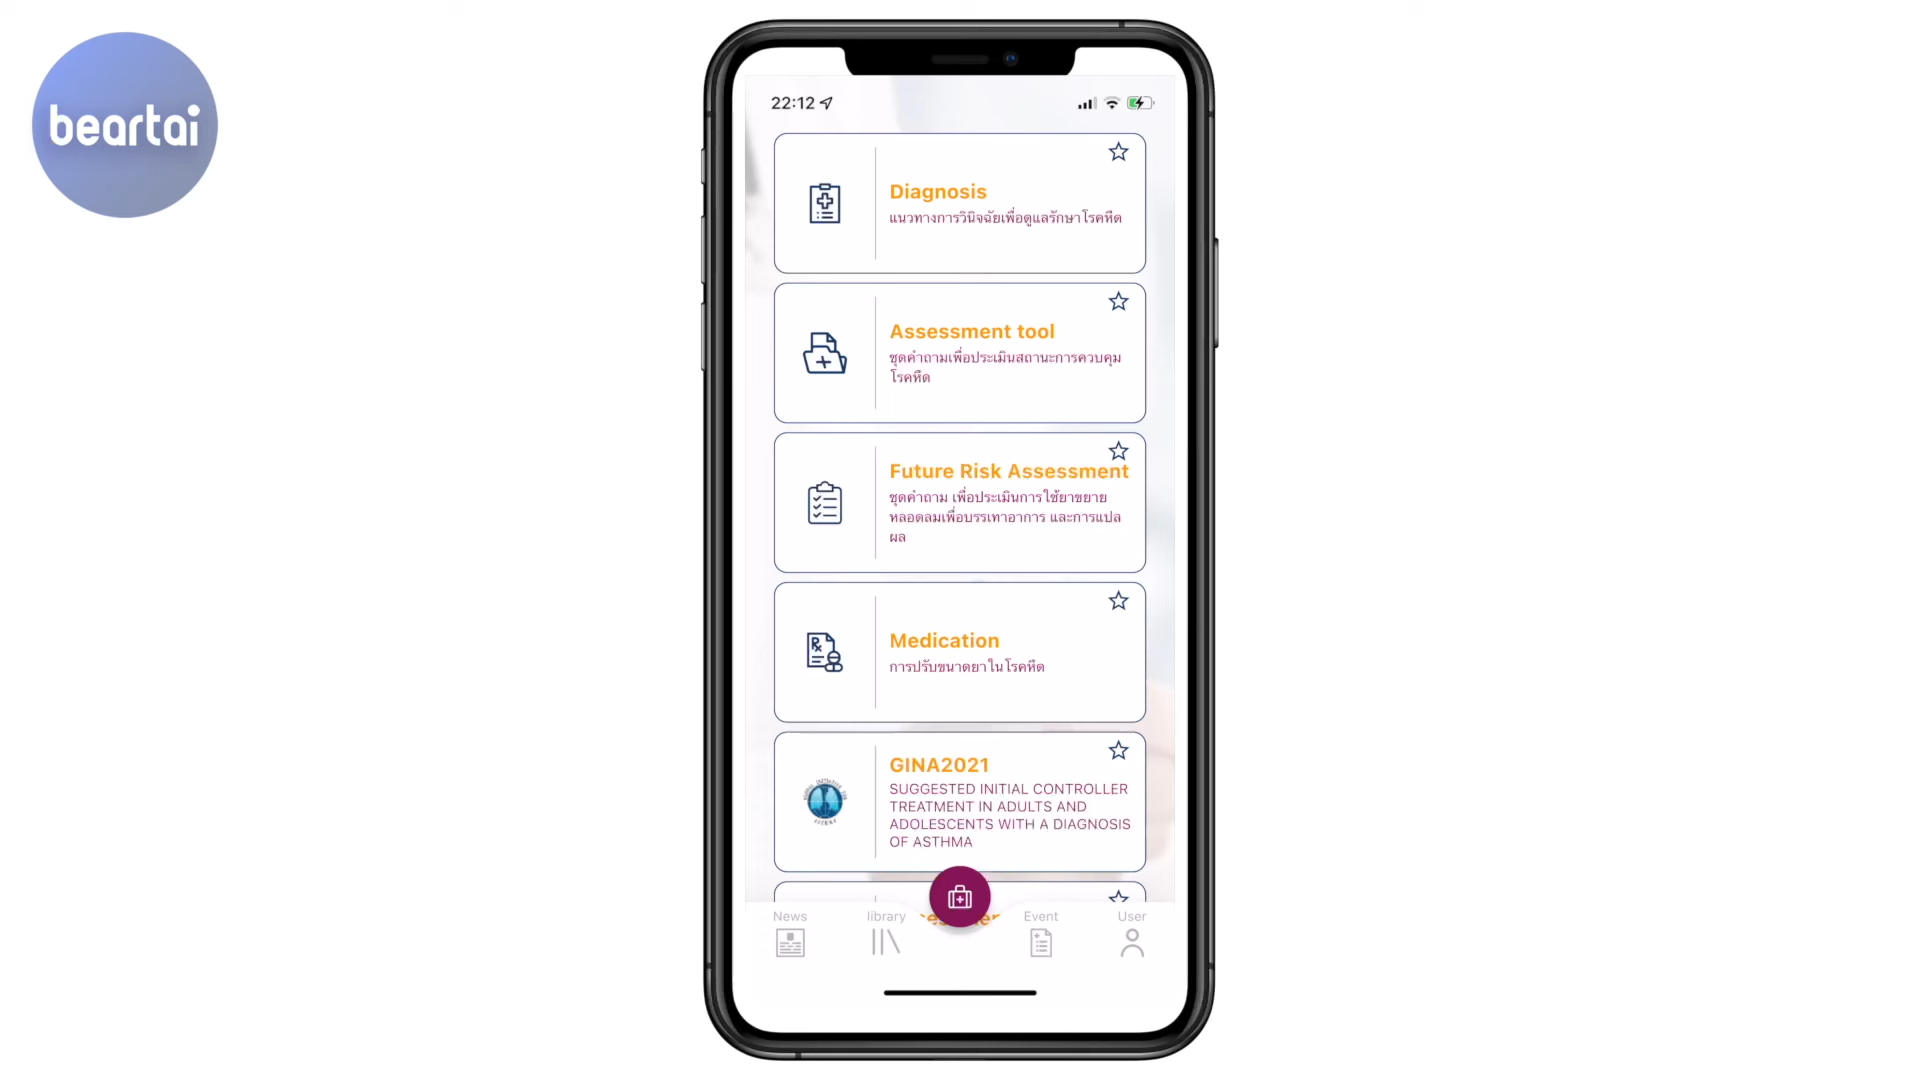 beartai
22:12
Diagnosis
แนวทางการวินิจฉัยเพื่อดูแลรักษาโรคหืด
Assessment tool
ชุดคำถามเพื่อประเมินสถานะการควบคุม
โรคหืด
Future Risk Assessment
ชุดคำถาม เพื่อประเมินการใช้ยาขยาย
หลอดลมเพื่อบรรเทาอาการ และการแปล
ผล
Medication
การปรับขนาดยาในโรคหืด
GINA2021
SUGGESTED INITIAL CONTROLLER
TREATMENT IN ADULTS AND
ADOLESCENTS WITH A DIAGNOSIS
OF ASTHMA
News
library
Event
User